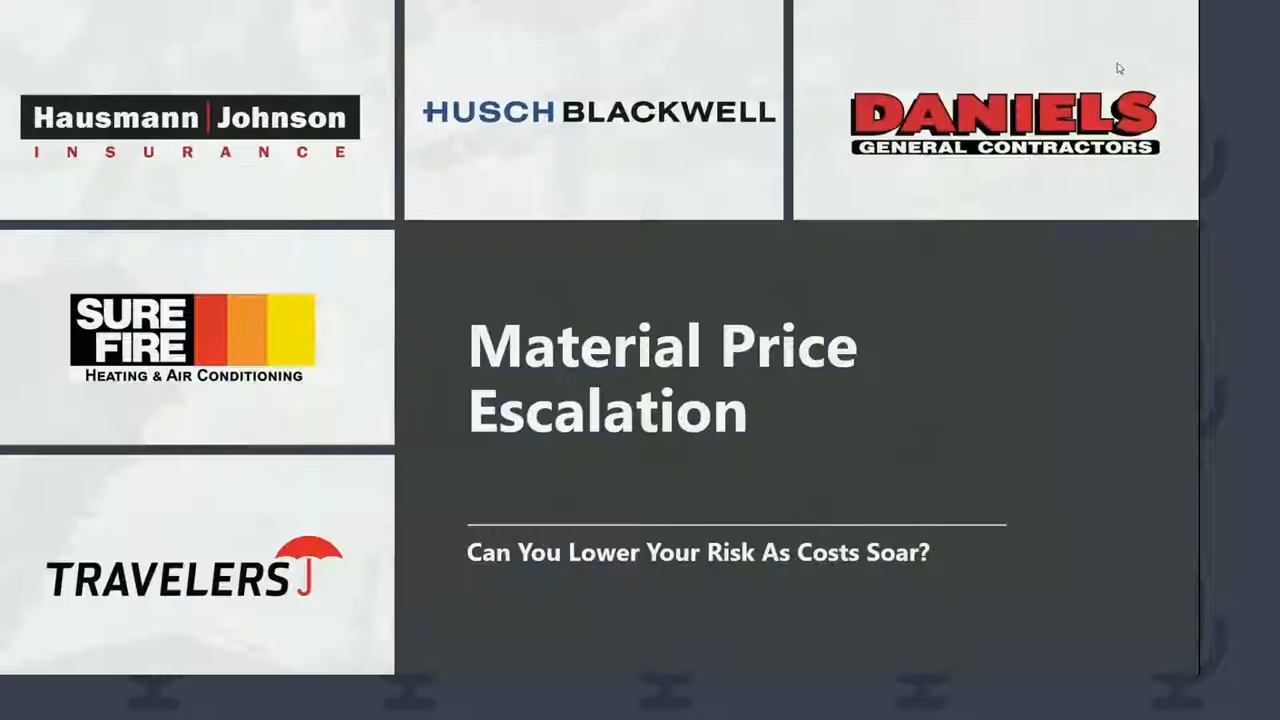 Hausmann | Johnson
INSURANCE
HUSCH BLACKWELL
DANIELS
GENERAL CONTRACTORS
SURE
FIRE
HEATING & AIR CONDITIONING
TRAVELERS
Material Price
Escalation
Can You Lower Your Risk As Costs Soar?